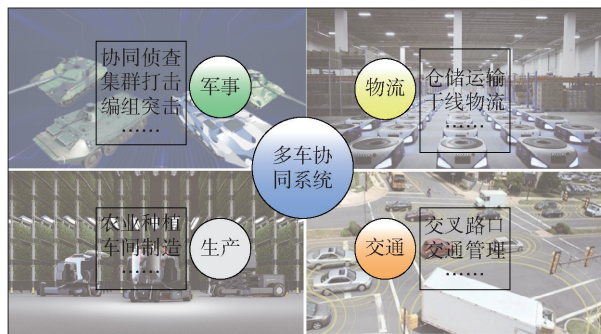 协同侦查
集群打击
编组突击
……
军事
物流
仓储运输
干线物流
……
多车协
同系统
农业种植
车间制造
……
生产
交通
交叉路口
交通管理
……